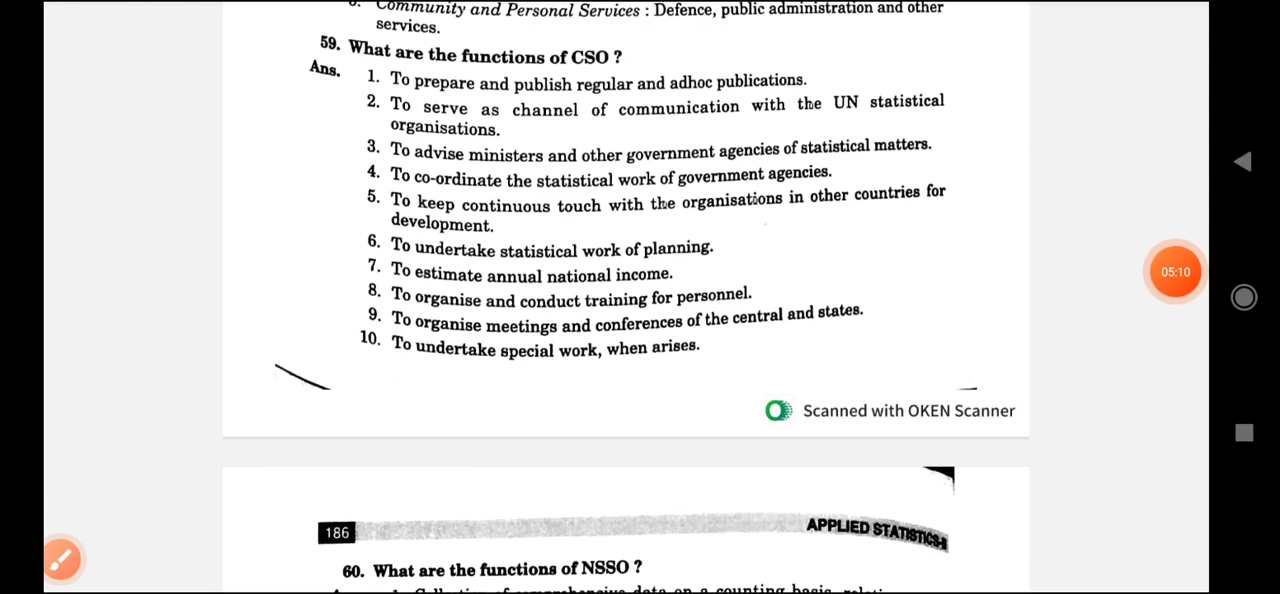 Community and Personal Services : Defence, public administration and other
services.
59. What are the functions of CSO ?
Ans. 1. To prepare and publish regular and adhoc publications.
2. To serve as channel of communication with the UN statistical
organisations.
3. To advise ministers and other government agencies of statistical matters.
4. To co-ordinate the statistical work of government agencies.
5. To keep continuous touch with the organisations in other countries for
development.
6. To undertake statistical work of planning.
7. To estimate annual national income.
8. To organise and conduct training for personnel.
9. To organise meetings and conferences of the central and states.
10. To undertake special work, when arises.
05:10
Scanned with OKEN Scanner
186 APPLIED STATISTICS-II
60. What are the functions of NSSO ?